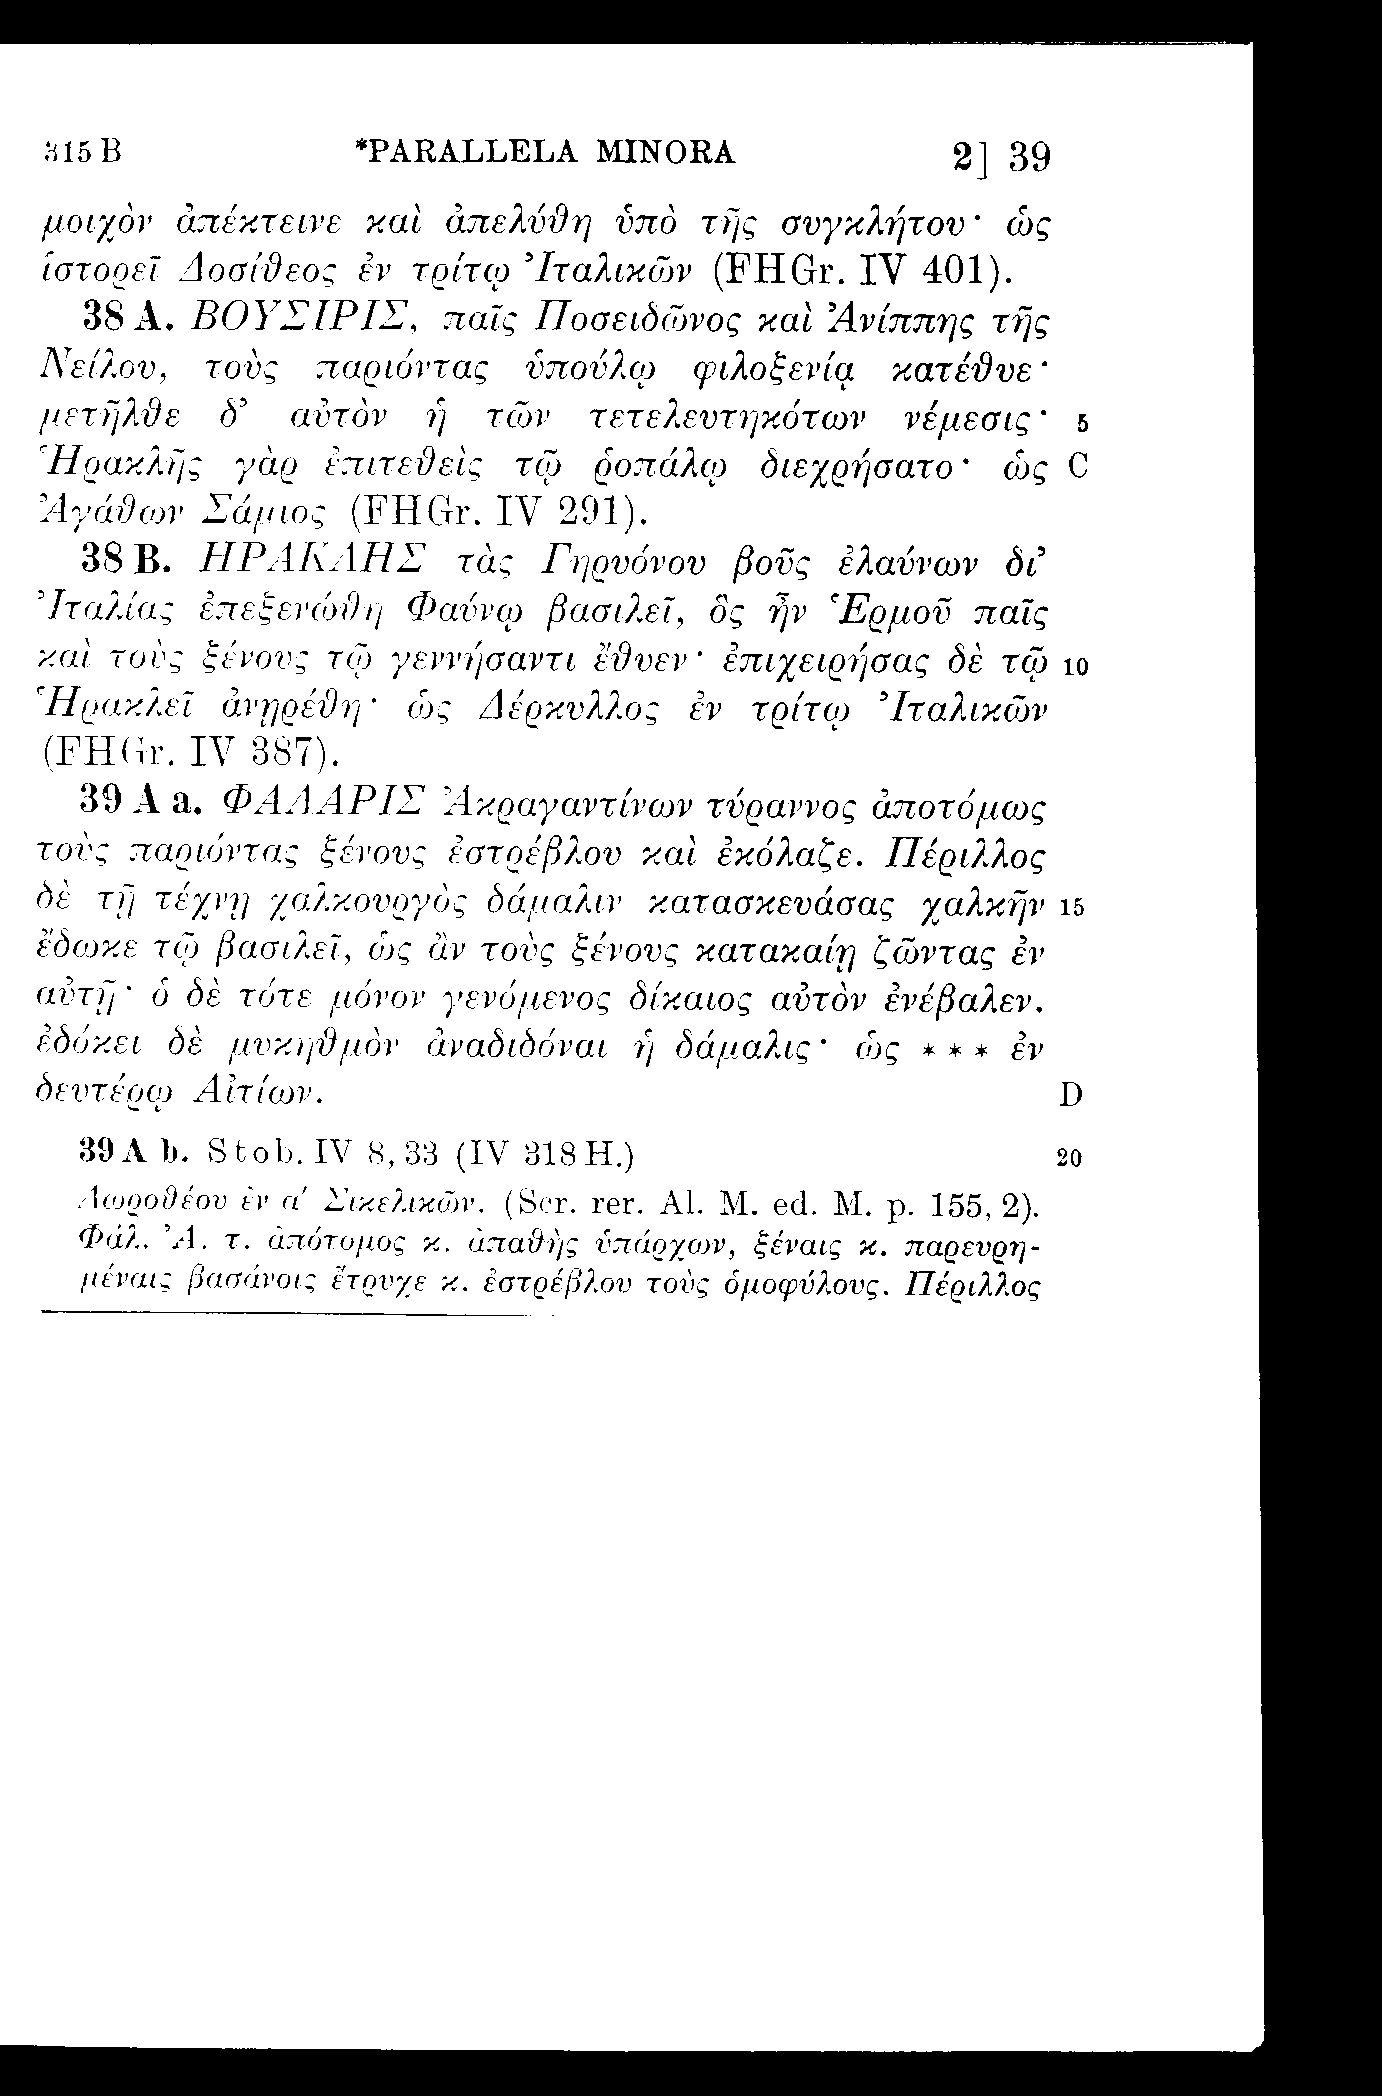 315 B *PARALLELA MINORA 2] 39
μοιχὸν ἀπέκτεινε καὶ ἀπελύθη ὑπὸ τῆς συγκλήτου· ὡς
ἱστορεῖ Δοσίθεος ἐν τρίτῳ Ἰταλικῶν (FHGr. IV 401).
38 A. ΒΟΥΣΙΡΙΣ, παῖς Ποσειδῶνος καὶ Ἀνίππης τῆς
Νείλου, τοὺς παριόντας ὑπούλῳ φιλοξενίᾳ κατέθυε·
μετῆλθε δ’ αὐτὸν ἡ τῶν τετελευτηκότων νέμεσις· 5
Ἡρακλῆς γὰρ ἐπιτεθεὶς τῷ ῥοπάλῳ διεχρήσατο· ὡς C
Ἀγάθων Σάμιος (FHGr. IV 291).
38 B. ΗΡΑΚΛΗΣ τὰς Γηρυόνου βοῦς ἐλαύνων δι’
Ἰταλίας ἐπεξενώθη Φαύνῳ βασιλεῖ, ὃς ἦν Ἑρμοῦ παῖς
καὶ τοὺς ξένους τῷ γεννήσαντι ἔθυεν· ἐπιχειρήσας δὲ τῷ 10
Ἡρακλεῖ ἀνῃρέθη· ὡς Δέρκυλλος ἐν τρίτῳ Ἰταλικῶν
(FHGr. IV 387).
39 A a. ΦΑΛΑΡΙΣ Ἀκραγαντίνων τύραννος ἀποτόμως
τοὺς παριόντας ξένους ἐστρέβλου καὶ ἐκόλαζε. Πέριλλος
δὲ τῇ τέχνῃ χαλκουργὸς δάμαλιν κατασκευάσας χαλκῆν 15
ἔδωκε τῷ βασιλεῖ, ὡς ἂν τοὺς ξένους κατακαίῃ ζῶντας ἐν
αὐτῇ· ὁ δὲ τότε μόνον γενόμενος δίκαιος αὐτὸν ἐνέβαλεν.
ἐδόκει δὲ μυκηθμὸν ἀναδιδόναι ἡ δάμαλις· ὡς * * * ἐν
δευτέρῳ Αἰτίων. D
39 A b. Stob. IV 8, 33 (IV 318 H.) 20
Δωροθέου ἐν α′ Σικελικῶν. (Scr. rer. Al. M. ed. M. p. 155, 2).
Φάλ. Ἀ. τ. ἀπότομος κ. ἀπαθὴς ὑπάρχων, ξέναις κ. παρευρη-
μέναις βασάνοις ἔτρυχε κ. ἐστρέβλου τοὺς ὁμοφύλους. Πέριλλος